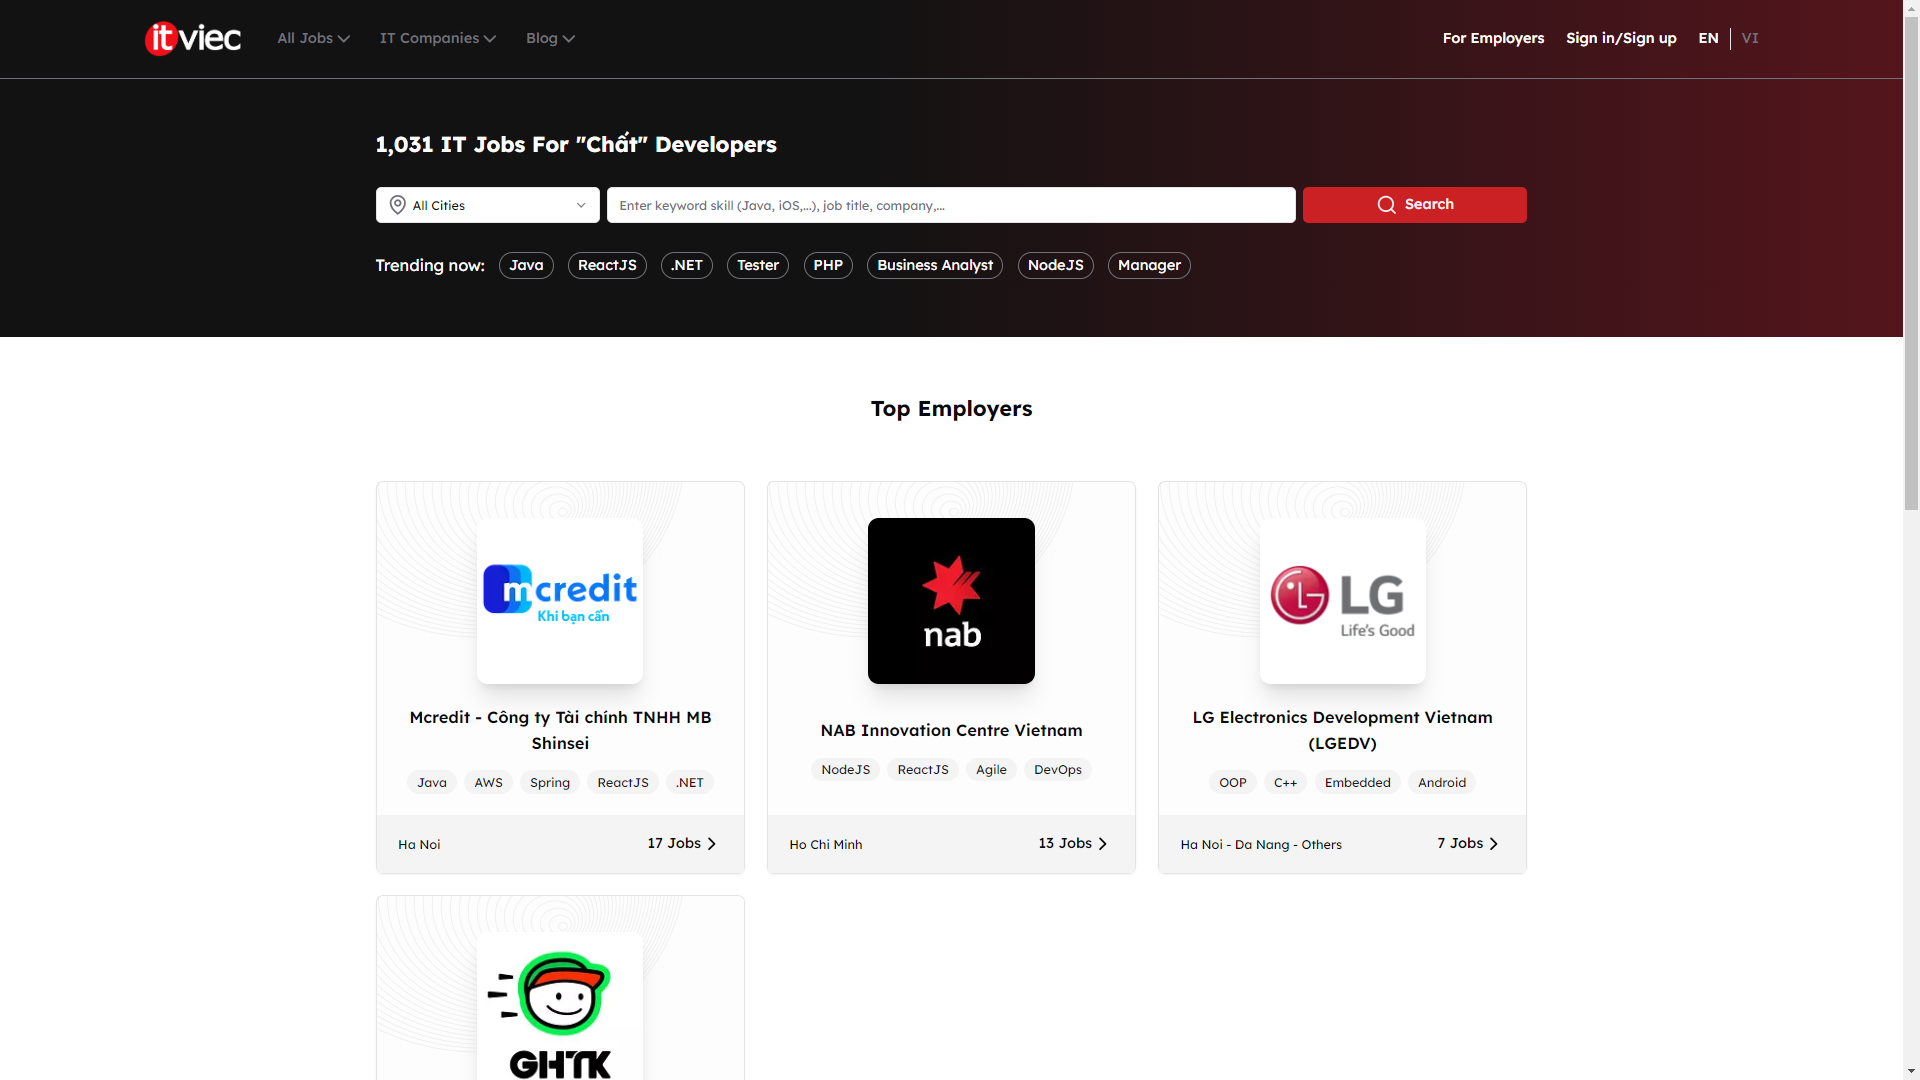 itviec
All Jobs
IT Companies
Blog
For Employers
Sign in/Sign up
EN
VI
1,031 IT Jobs For "Chất" Developers
All Cities
Enter keyword skill (Java, iOS,...), job title, company,...
Search
Trending now:
Java
ReactJS
.NET
Tester
PHP
Business Analyst
NodeJS
Manager
Top Employers
mcredit
Khi bạn cần
Mcredit - Công ty Tài chính TNHH MB
Shinsei
Java
AWS
Spring
ReactJS
.NET
Ha Noi
17 Jobs
nab
NAB Innovation Centre Vietnam
NodeJS
ReactJS
Agile
DevOps
Ho Chi Minh
13 Jobs
LG
Life's Good
LG Electronics Development Vietnam
(LGEDV)
OOP
C++
Embedded
Android
Ha Noi - Da Nang - Others
7 Jobs
GHTK